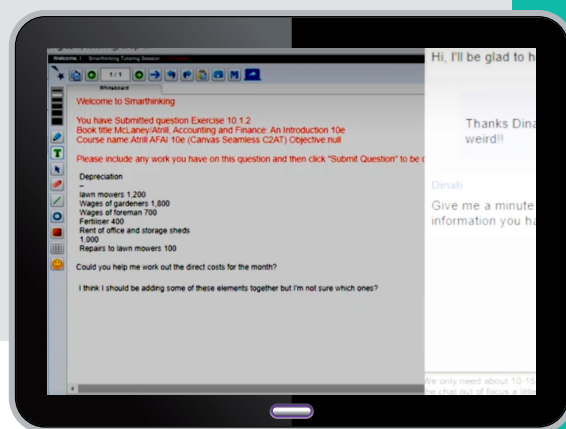 Welcome, ! Smarthinking Tutoring Session
1 / 1
Whiteboard
Welcome to Smarthinking
You have Submitted question Exercise 10.1.2
Book title:McLaney/Atrill, Accounting and Finance: An Introduction 10e
Course name:Atrill AFAI 10e (Canvas Seamless C2AT) Objective:null
Please include any work you have on this question and then click "Submit Question" to be
Depreciation
–
lawn mowers 1,200
Wages of gardeners 1,800
Wages of foreman 700
Fertiliser 400
Rent of office and storage sheds
1,000
Repairs to lawn mowers 100
Could you help me work out the direct costs for the month?
I think I should be adding some of these elements together but I'm not sure which ones?
Hi, I'll be glad to h
Thanks Dina
weird!!
Dinah
Give me a minute
information you ha
We only need about 10-15